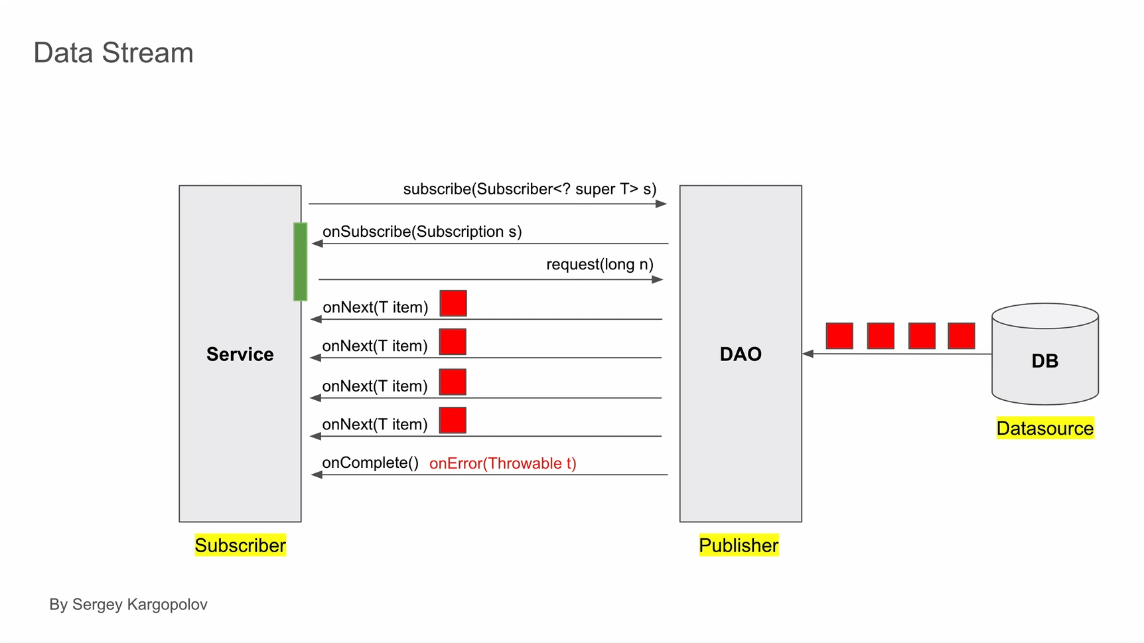 Data Stream
subscribe(Subscriber<? super T> s)
onSubscribe(Subscription s)
request(long n)
onNext(T item)
onNext(T item)
onNext(T item)
onNext(T item)
onComplete() onError(Throwable t)
Service
Subscriber
DAO
Publisher
DB
Datasource
By Sergey Kargopolov